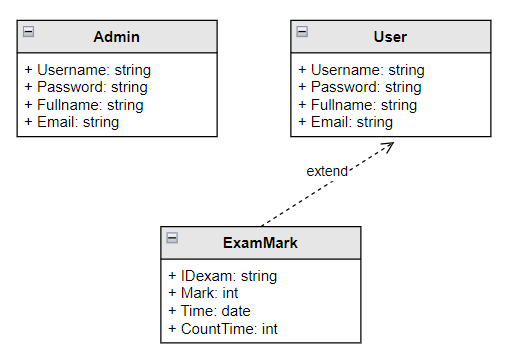 Admin
+ Username: string
+ Password: string
+ Fullname: string
+ Email: string
User
+ Username: string
+ Password: string
+ Fullname: string
+ Email: string
extend
ExamMark
+ IDexam: string
+ Mark: int
+ Time: date
+ CountTime: int